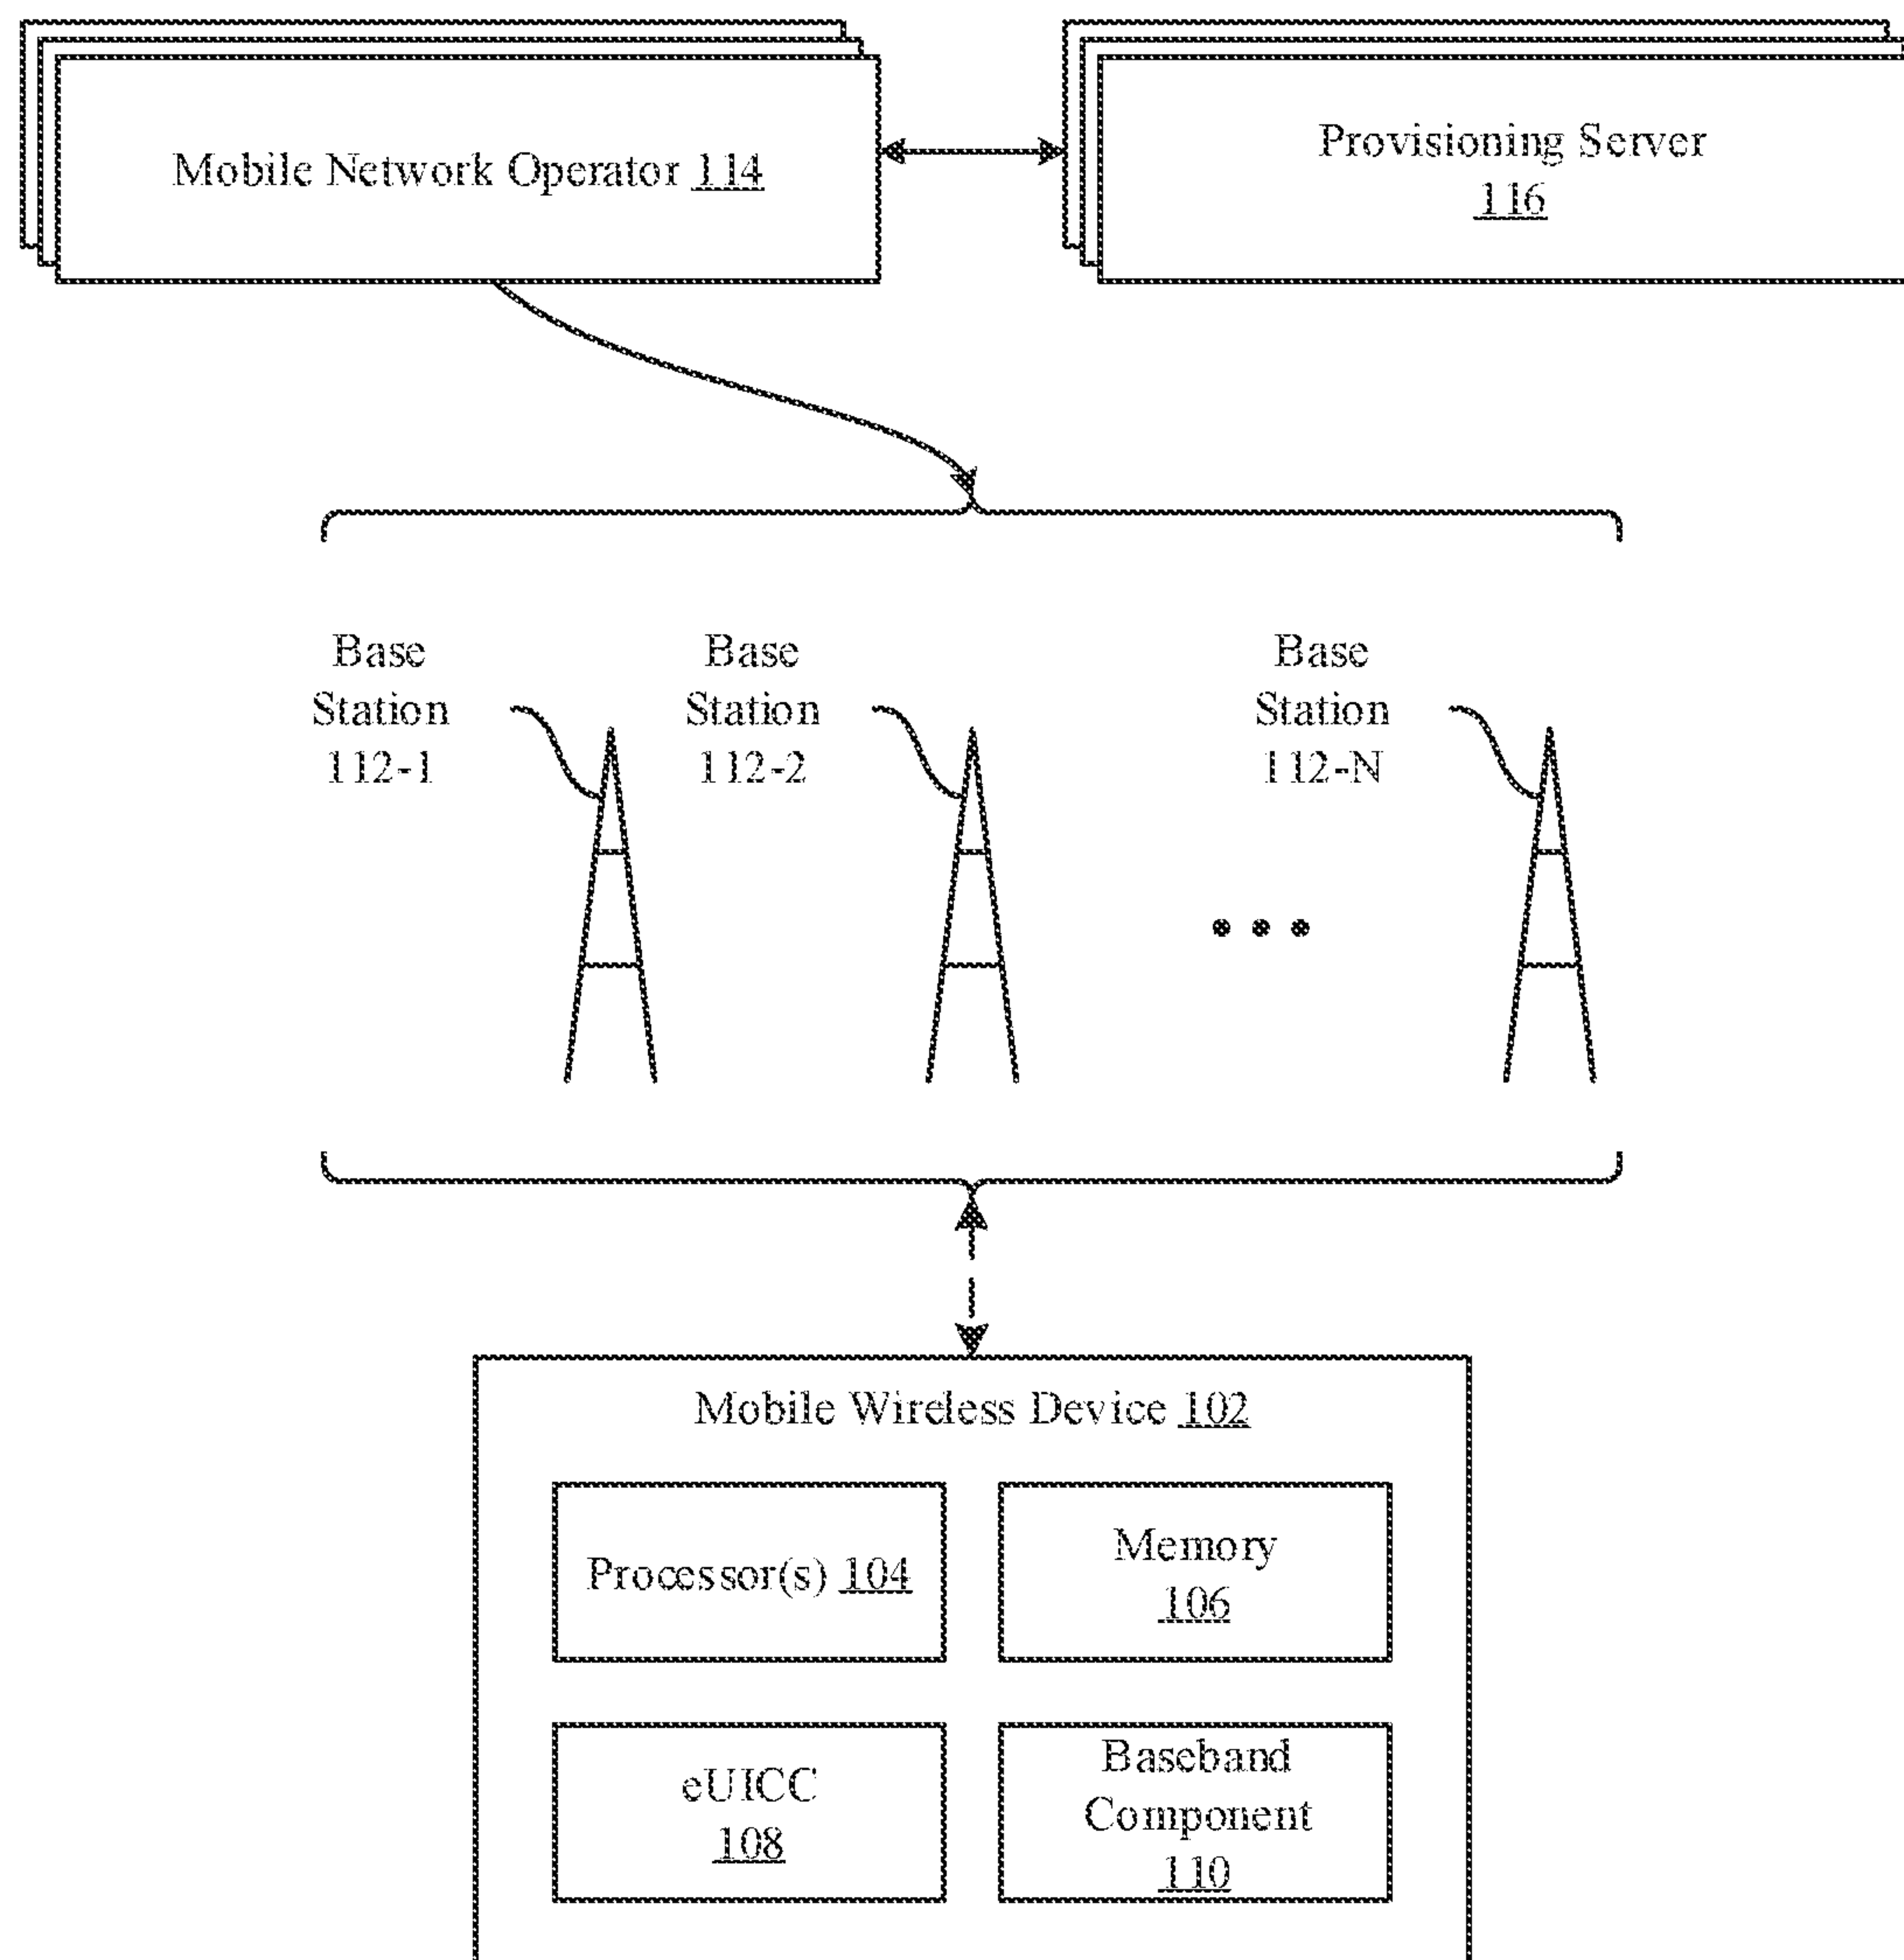 Mobile Network Operator 114
Provisioning Server
116
Base
Station
112-1
Base
Station
112-2
Base
Station
112-N
Mobile Wireless Device 102
Processor(s) 104
Memory
106
eUICC
108
Baseband
Component
110